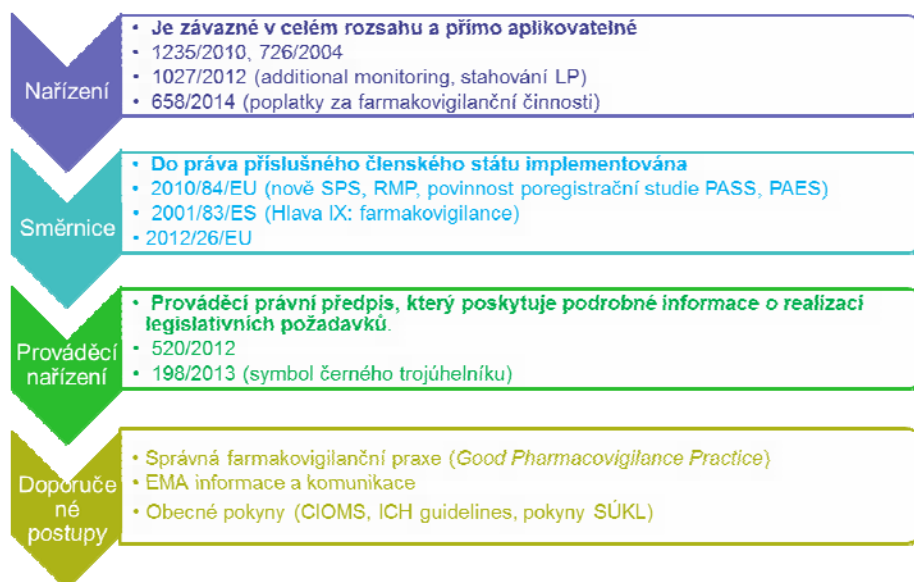 Nařízení
• Je závazné v celém rozsahu a přímo aplikovatelné
• 1235/2010, 726/2004
• 1027/2012 (additional monitoring, stahování LP)
• 658/2014 (poplatky za farmakovigilanční činnosti)
Směrnice
• Do práva příslušného členského státu implementována
• 2010/84/EU (nově SPS, RMP, povinnost poregistrační studie PASS, PAES)
• 2001/83/ES (Hlava IX: farmakovigilance)
• 2012/26/EU
Prováděcí
nařízení
• Prováděcí právní předpis, který poskytuje podrobné informace o realizaci
legislativních požadavků.
• 520/2012
• 198/2013 (symbol černého trojúhelníku)
Doporuče
né
postupy
• Správná farmakovigilanční praxe (Good Pharmacovigilance Practice)
• EMA informace a komunikace
• Obecné pokyny (CIOMS, ICH guidelines, pokyny SÚKL)